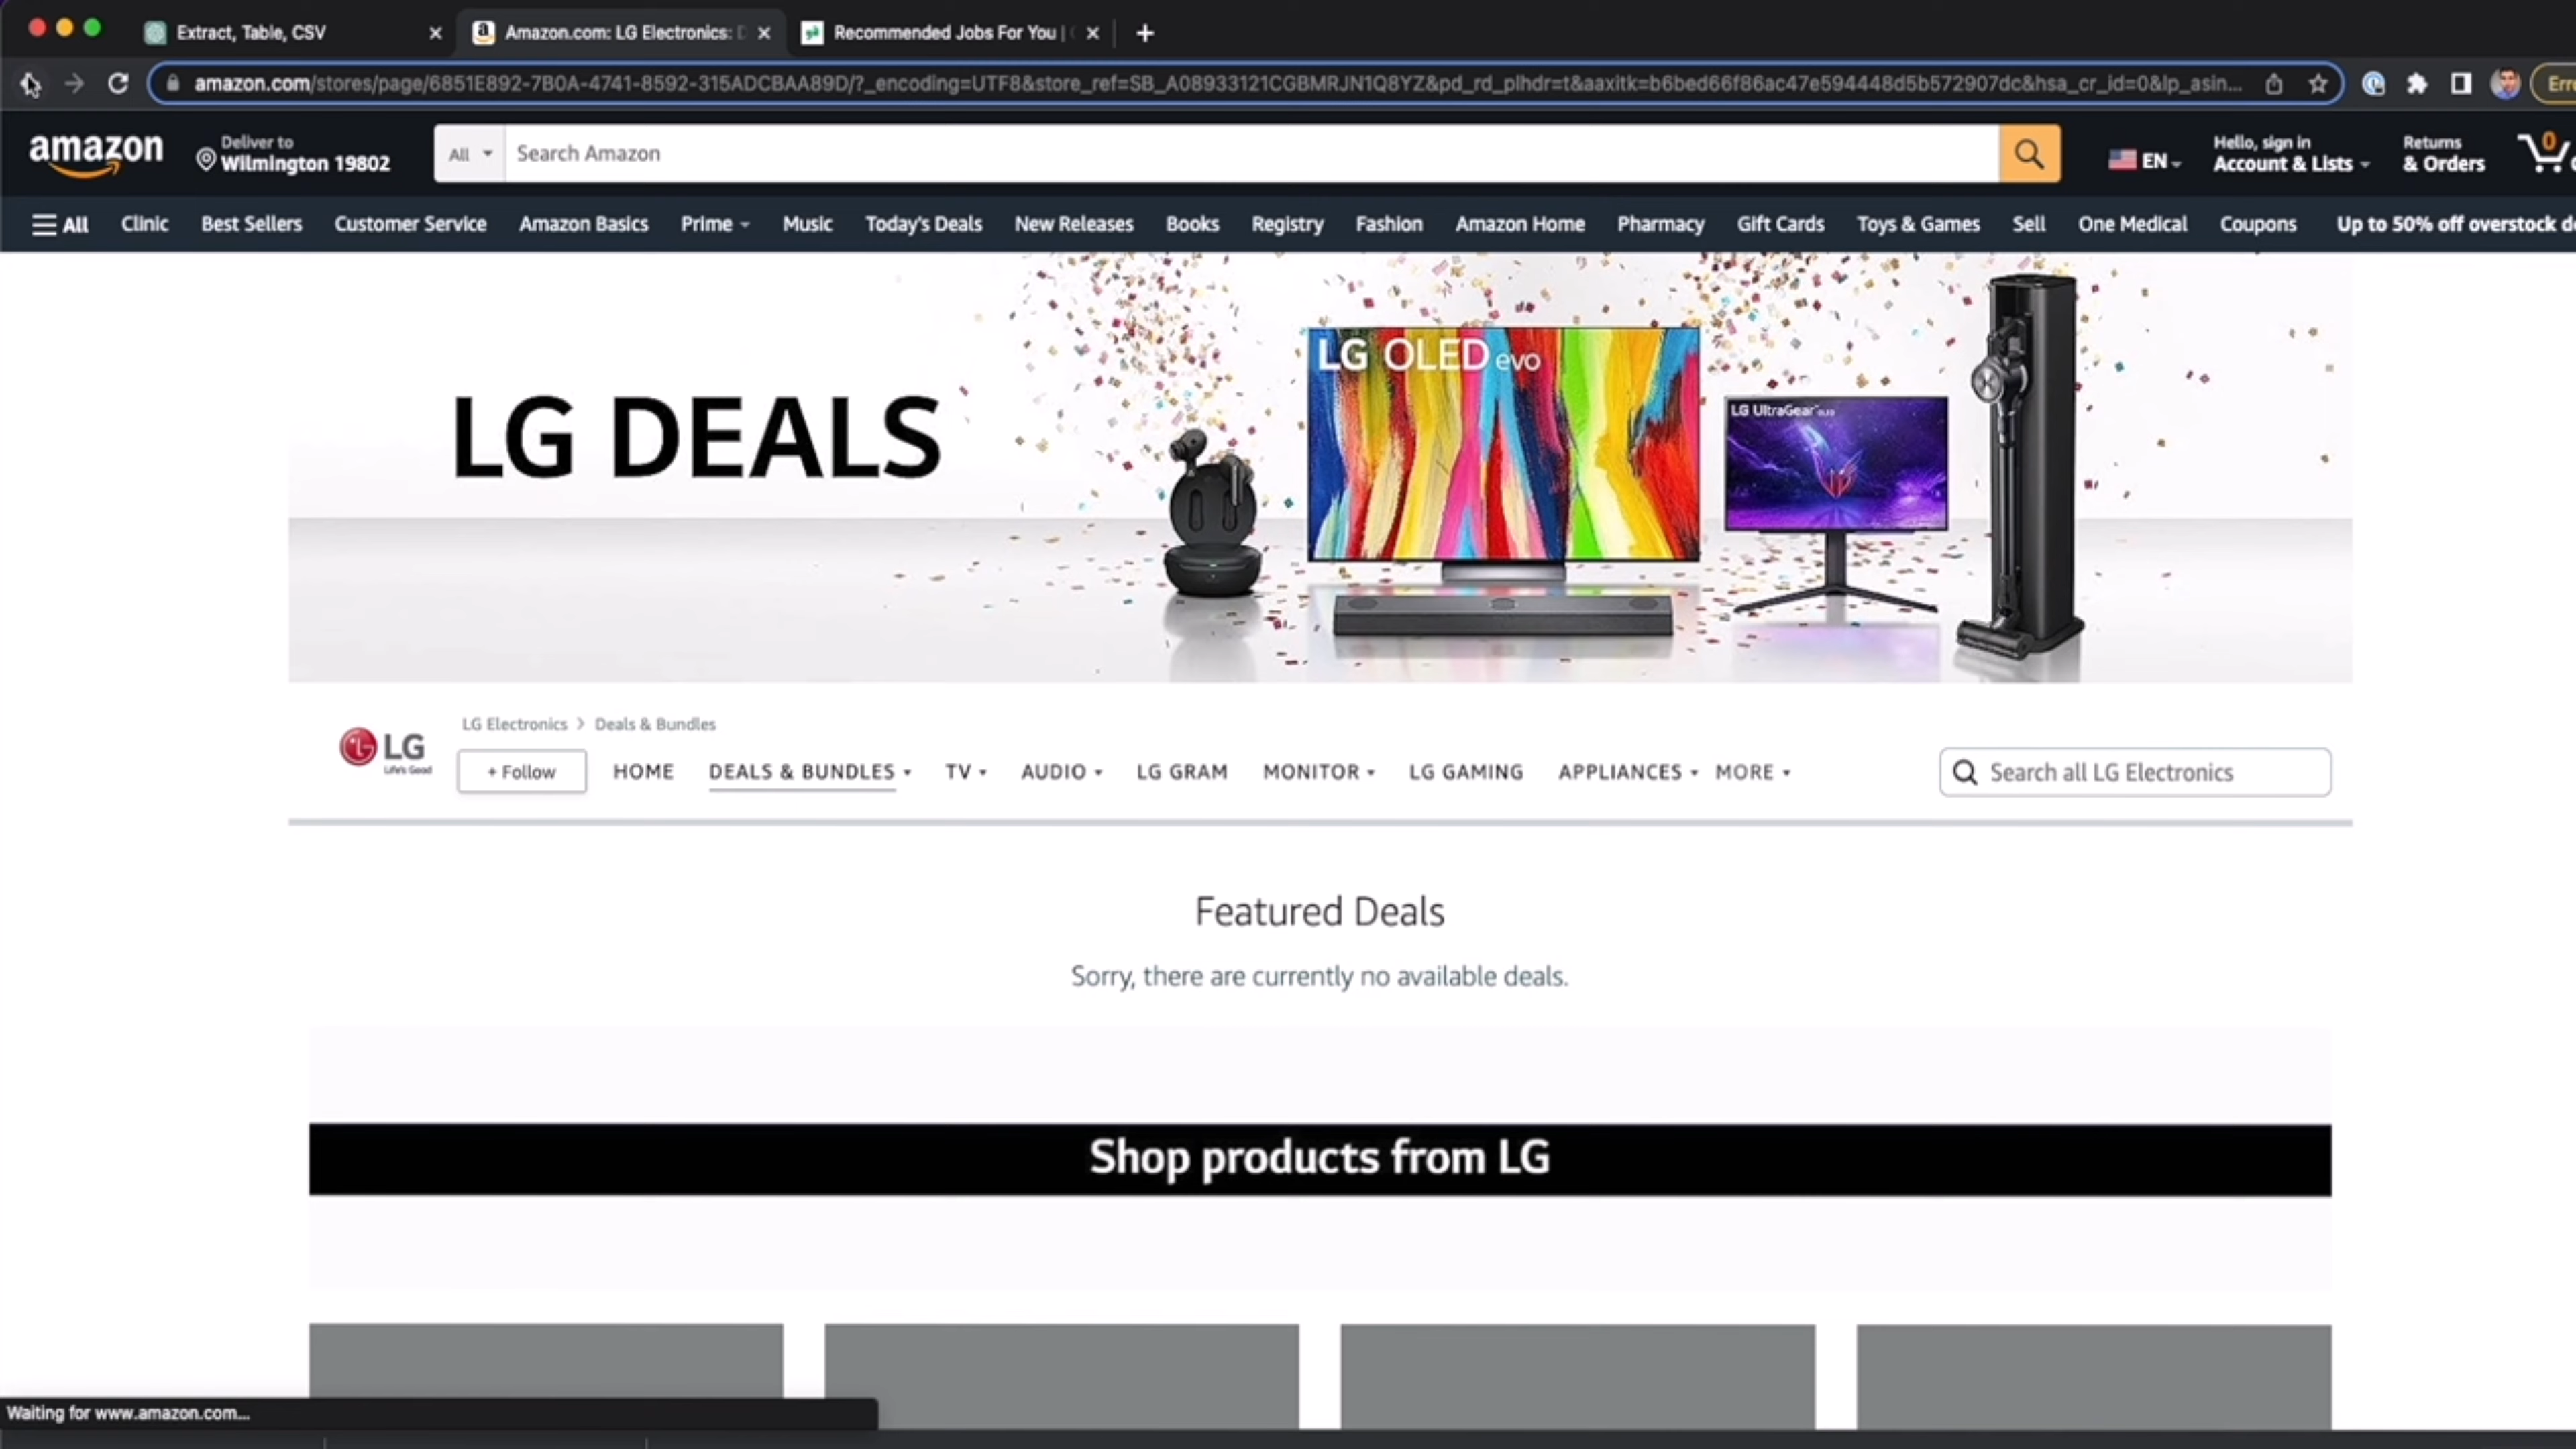 Extract, Table, CSV
Amazon.com: LG Electronics: D
Recommended Jobs For You |
amazon.com/stores/page/6851E892-7B0A-4741-8592-315ADCBAA89D/?_encoding=UTF8&store_ref=SB_A08933121CGBMRJN1Q8YZ&pd_rd_plhdr=t&aaxitk=b6bed66f86ac47e594448d5b572907dc&hsa_cr_id=0&lp_asin...
Erro
amazon
Deliver to
Wilmington 19802
All
Search Amazon
EN
Hello, sign in
Account & Lists
Returns
& Orders
0
All
Clinic
Best Sellers
Customer Service
Amazon Basics
Prime
Music
Today's Deals
New Releases
Books
Registry
Fashion
Amazon Home
Pharmacy
Gift Cards
Toys & Games
Sell
One Medical
Coupons
Up to 50% off overstock de
LG DEALS
LG OLED evo
LG UltraGear OLED
LG
Life's Good
LG Electronics > Deals & Bundles
+ Follow
HOME
DEALS & BUNDLES
TV
AUDIO
LG GRAM
MONITOR
LG GAMING
APPLIANCES
MORE
Search all LG Electronics
Featured Deals
Sorry, there are currently no available deals.
Shop products from LG
Waiting for www.amazon.com...